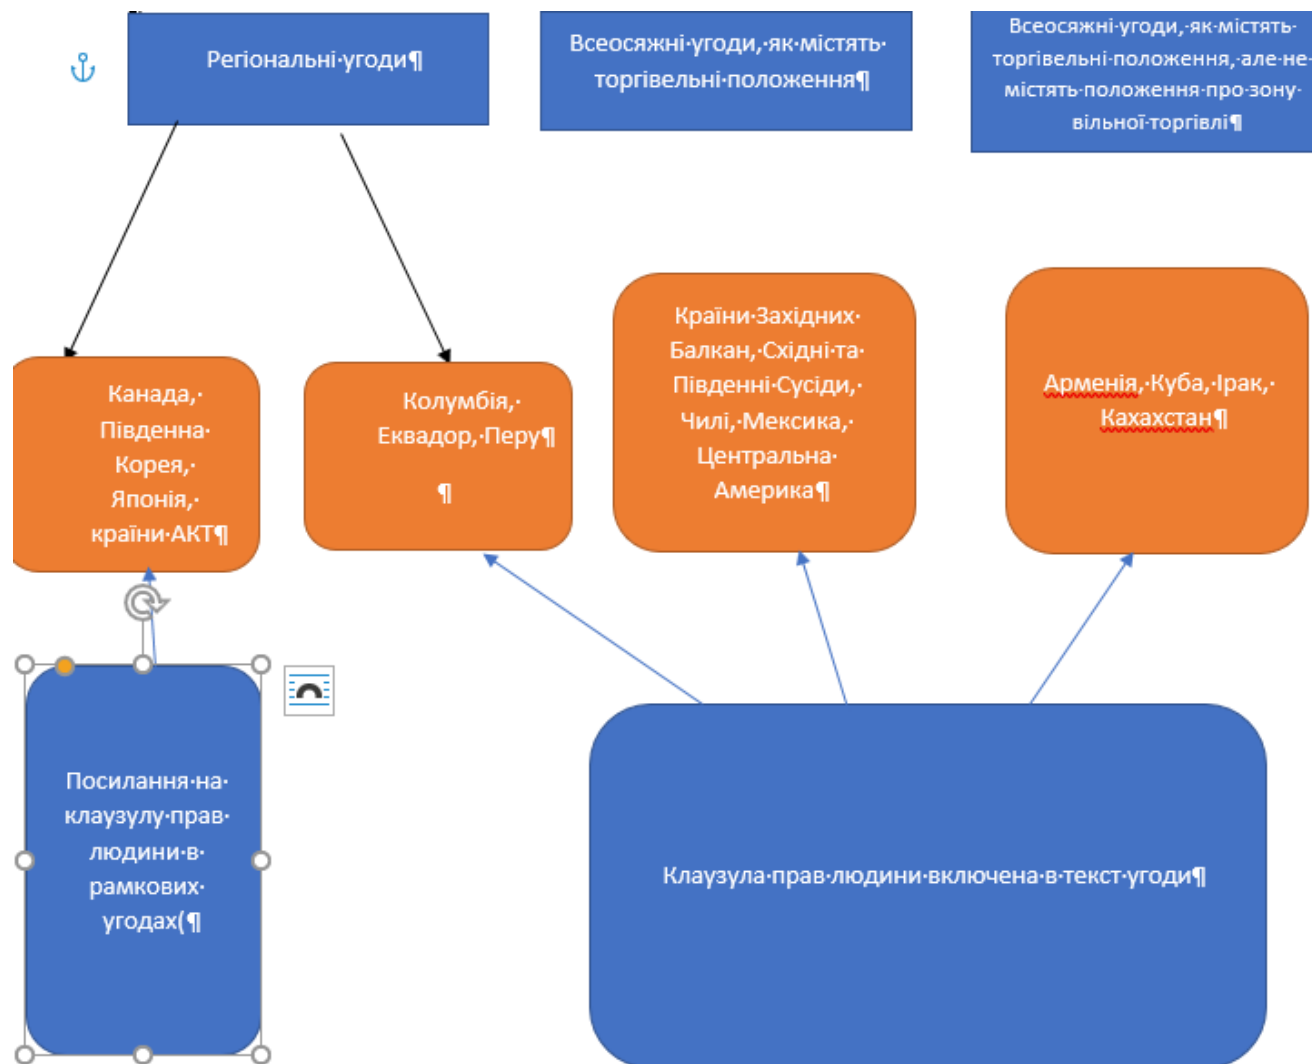 Регіональні·угоди¶
Всеосяжні·угоди,·як·містять·
торгівельні·положення¶
Всеосяжні·угоди,·як·містять·
торгівельні·положення,·але·не·
містять·положення·про·зону·
вільної·торгівлі¶
Канада,·
Південна·
Корея,·
Японія,·
країни·АКТ¶
Колумбія,·
Еквадор,·Перу¶
¶
Країни·Західних·
Балкан,·Східні·та·
Південні·Сусіди,·
Чилі,·Мексика,·
Центральна·
Америка¶
Арменія,·Куба,·Ірак,·
Кахахстан¶
Посилання·на·
клаузулу·прав·
людини·в·
рамкових·
угодах(¶
Клаузула·прав·людини·включена·в·текст·угоди¶